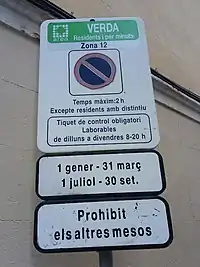 VERDA
Residents i per minuts
Zona 12
Temps màxim:2h
Excepte residents amb distintiu
Tiquet de control obligatori
Laborables
de dilluns a divendres 8-20 h
1 gener - 31 març
1 juliol - 30 set.
Prohibit
els altres mesos